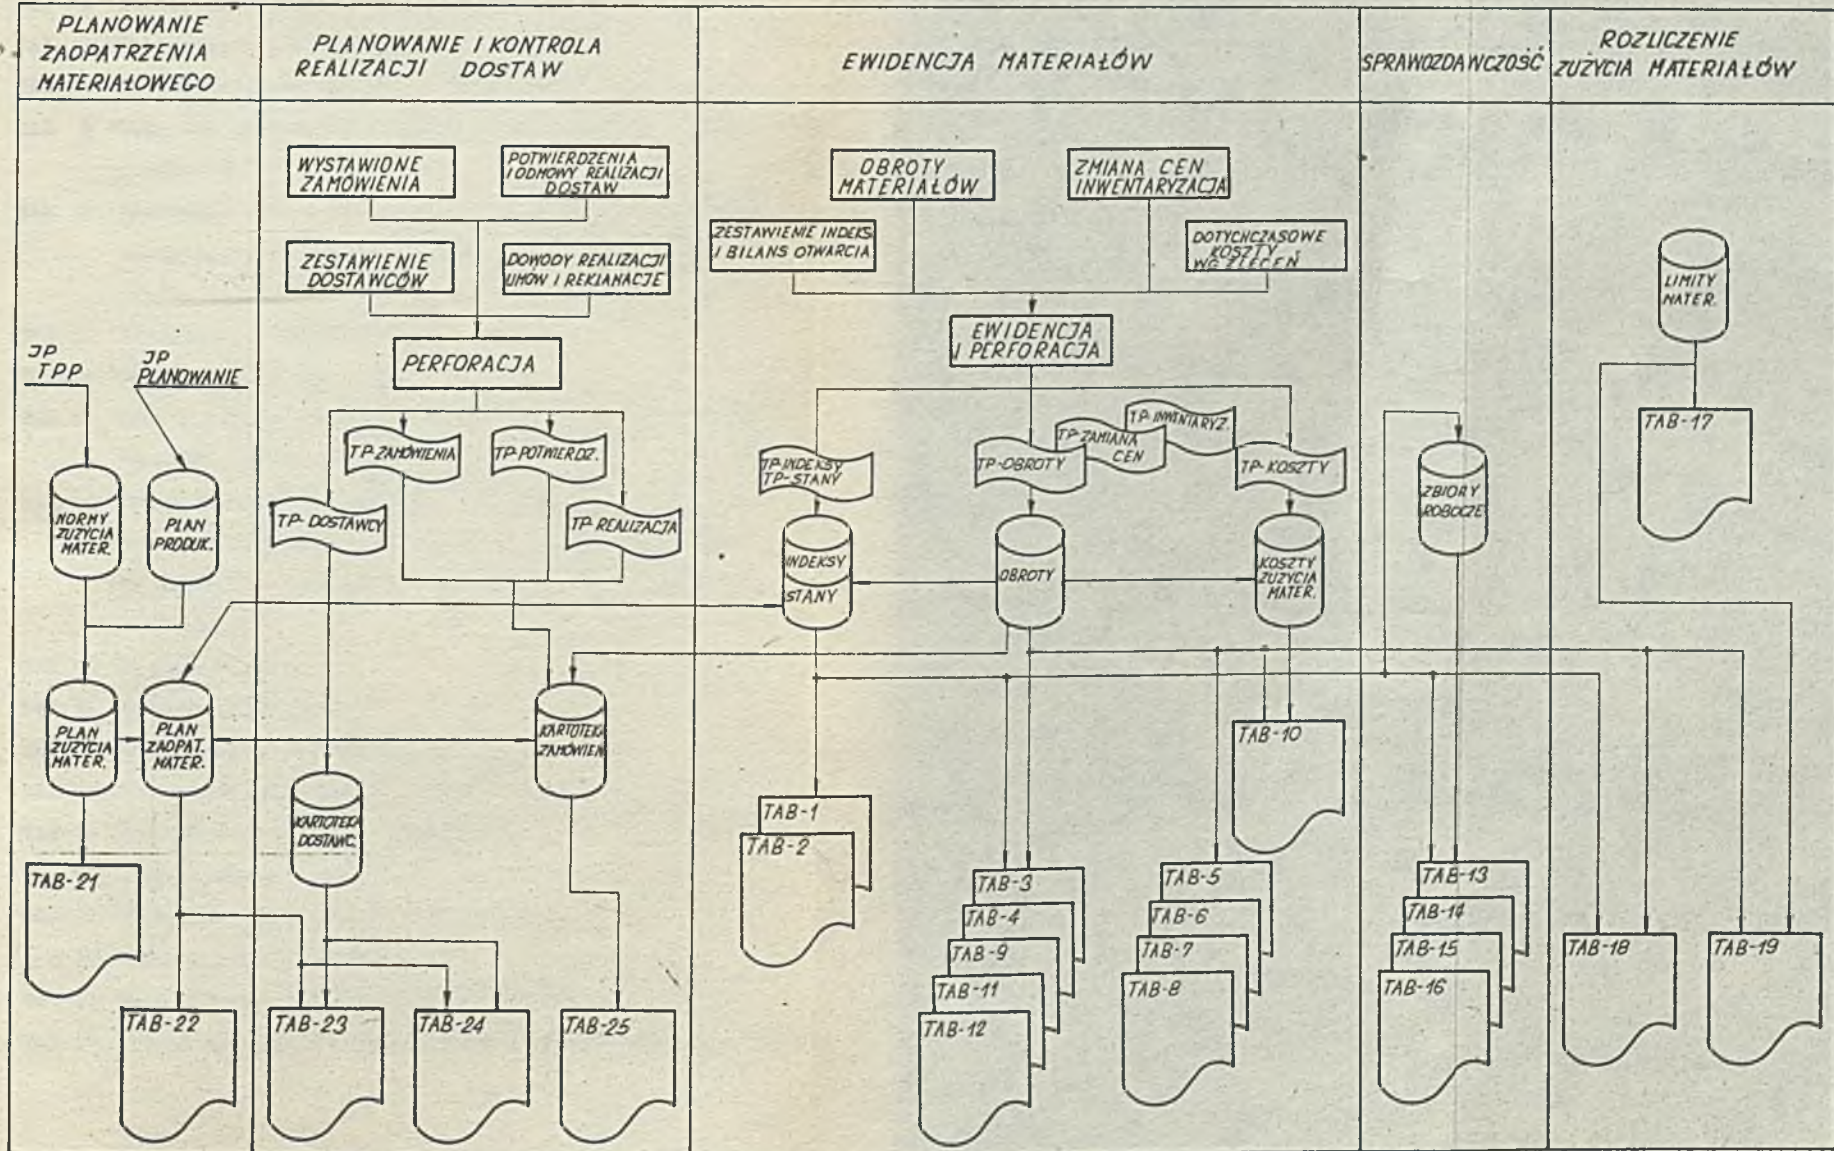 PLANOWANIE
ZAOPATRZENIA
MATERIAŁOWEGO
PLANOWANIE I KONTROLA
REALIZACJI DOSTAW
EWIDENCJA MATERIAŁÓW
SPRAWOZDAWCZOŚĆ
ROZLICZENIE
ZUŻYCIA MATERIAŁÓW
JP
TPP
JP
PLANOWANIE
NORMY
ZUŻYCIA
MATER.
PLAN
PRODUK.
PLAN
ZUŻYCIA
MATER.
PLAN
ZAOPAT.
MATER.
TAB-21
TAB-22
WYSTAWIONE
ZAMÓWIENIA
POTWIERDZENIA
I ODMOWY REALIZACJI
DOSTAW
ZESTAWIENIE
DOSTAWCÓW
DOWODY REALIZACJI
UMÓW I REKLAMACJE
PERFORACJA
TP-ZAMÓWIENIA
TP-POTWIERDZ.
TP-DOSTAWCY
TP-REALIZACJA
KARTOTEKA
ZAMÓWIEŃ
KARTOTEKA
DOSTAWC.
TAB-23
TAB-24
TAB-25
OBROTY
MATERIAŁÓW
ZMIANA CEN
INWENTARYZACJA
ZESTAWIENIE INDEKS.
I BILANS OTWARCIA
DOTYCHCZASOWE
KOSZTY
WG ZLECEŃ
EWIDENCJA
I PERFORACJA
TP-INDEKSY
TP-STANY
TP-OBROTY
TP-ZAMIANA
CEN
TP-INWENTARYZ.
TP-KOSZTY
INDEKSY
STANY
OBROTY
KOSZTY
ZUŻYCIA
MATER.
TAB-10
TAB-1
TAB-2
TAB-3
TAB-4
TAB-9
TAB-11
TAB-12
TAB-5
TAB-6
TAB-7
TAB-8
ZBIORY
ROBOCZE
TAB-13
TAB-14
TAB-15
TAB-16
LIMITY
MATER.
TAB-17
TAB-18
TAB-19